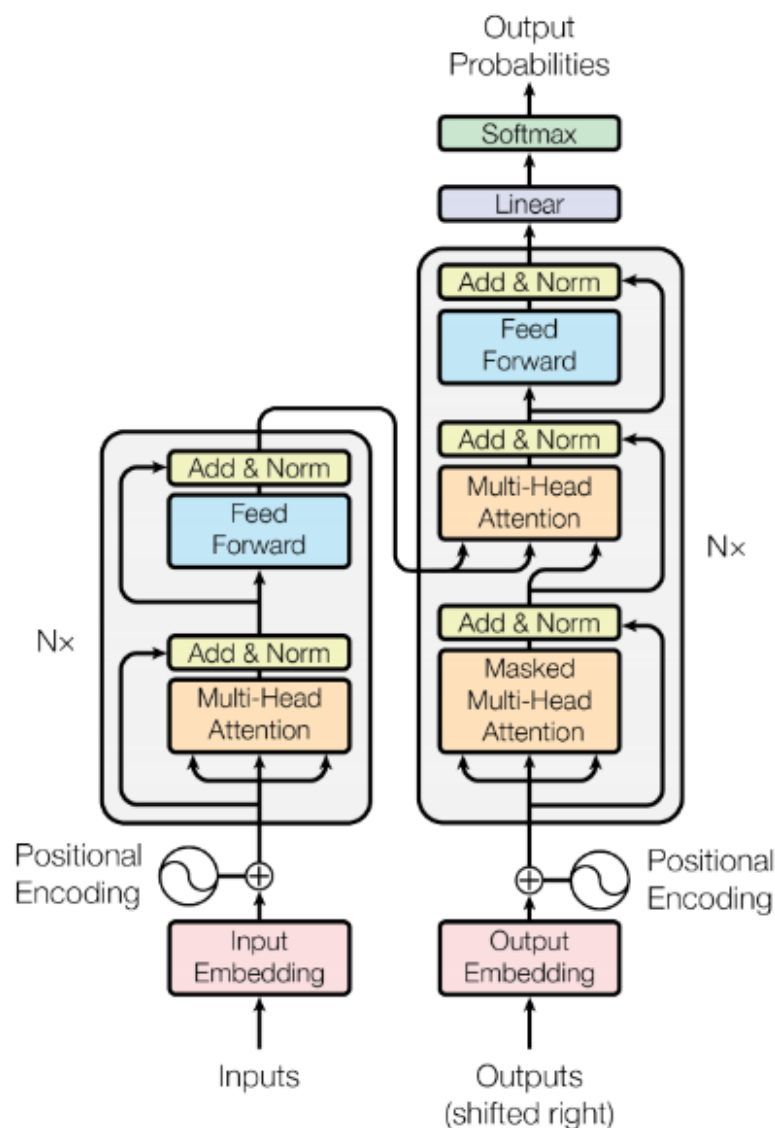 Output
Probabilities
Softmax
Linear
Add & Norm
Feed
Forward
Add & Norm
Multi-Head
Attention
Add & Norm
Masked
Multi-Head
Attention
N×
Add & Norm
Feed
Forward
Add & Norm
Multi-Head
Attention
N×
Positional
Encoding
Positional
Encoding
Input
Embedding
Output
Embedding
Inputs
Outputs
(shifted right)